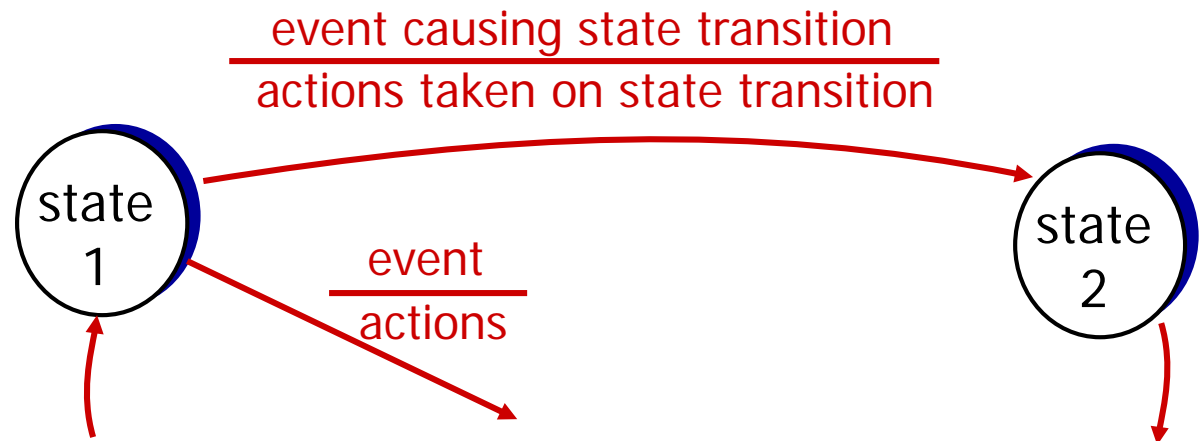 event causing state transition
actions taken on state transition
state
1
event
actions
state
2